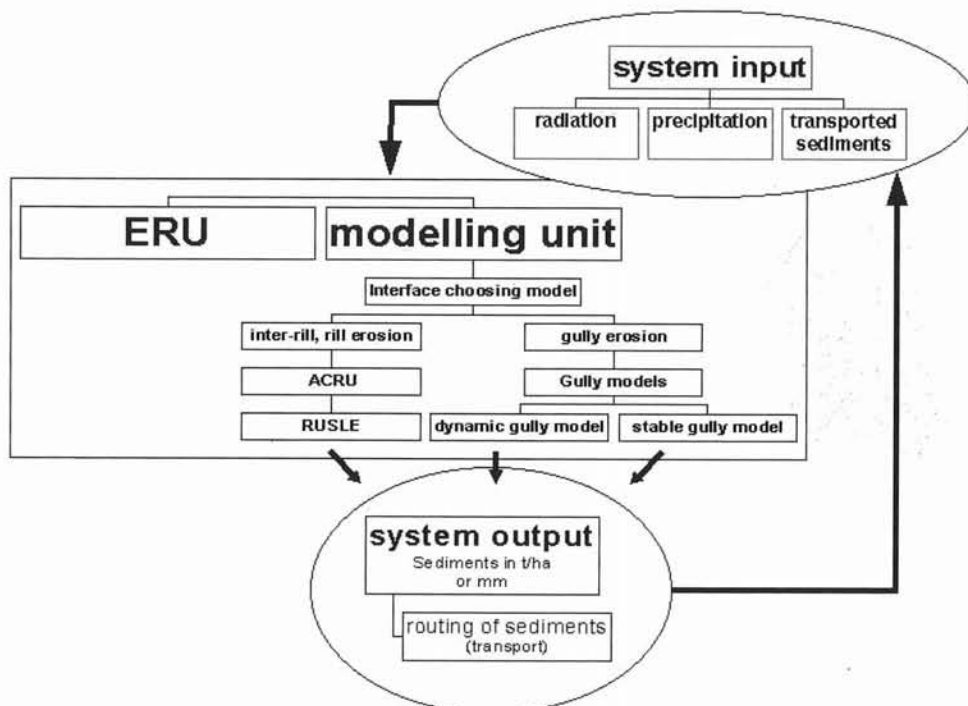 system input
radiation
precipitation
transported
sediments
ERU
modelling unit
Interface choosing model
inter-rill, rill erosion
gully erosion
ACRU
Gully models
RUSLE
dynamic gully model
stable gully model
system output
Sediments in t/ha
or mm
routing of sediments
(transport)